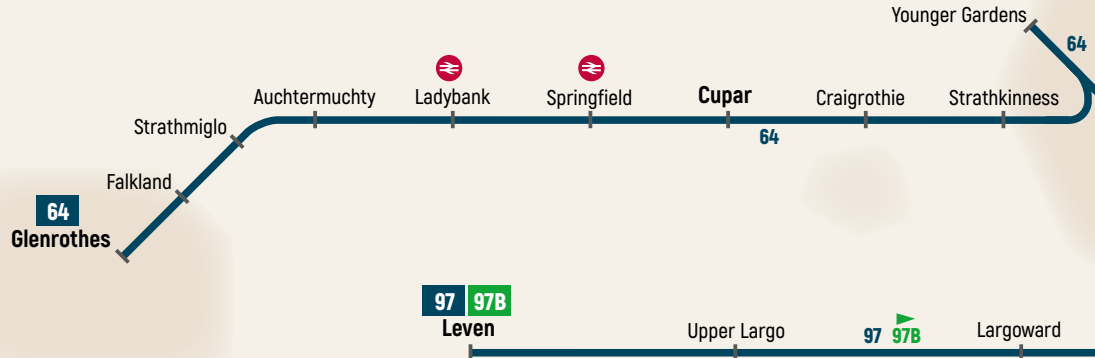 Younger Gardens
64
Auchtermuchty
Ladybank
Springfield
Cupar
Craigrothie
Strathkinness
Strathmiglo
64
Falkland
64
Glenrothes
97 97B
Leven
Upper Largo
97 97B
Largoward